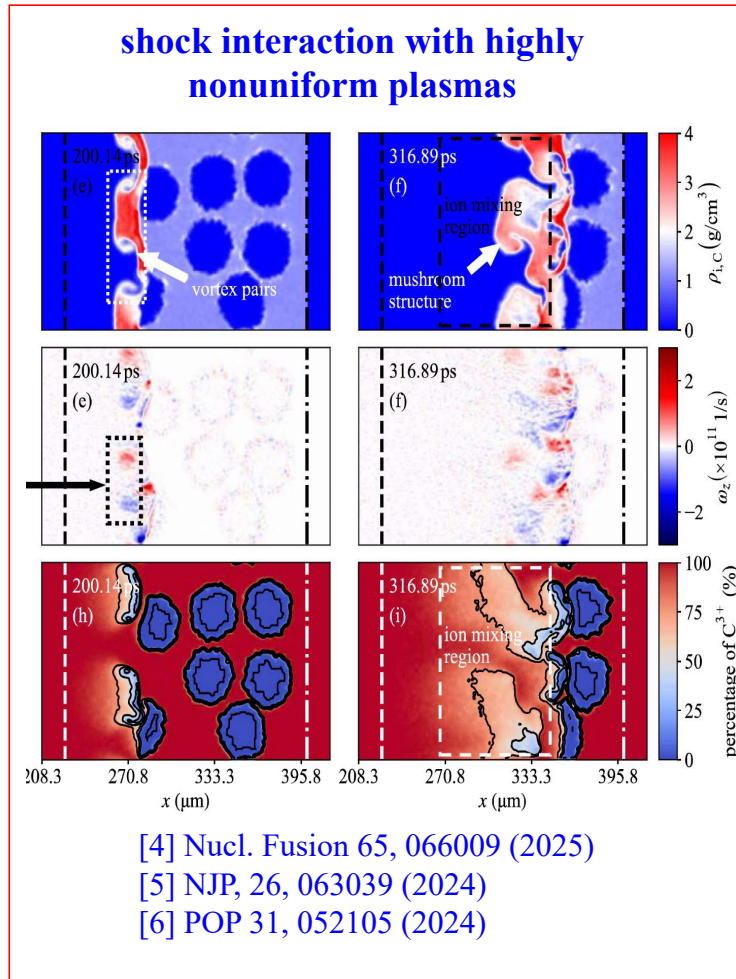 shock interaction with highly
nonuniform plasmas
200.14 ps
(e)
vortex pairs
316.89 ps
(f)
ion mixing
region
mushroom
structure
4
3
2
1
0
ρi,C (g/cm³)
200.14 ps
(e)
316.89 ps
(f)
2
0
−2
ωz (×10¹¹ 1/s)
200.14 ps
(h)
316.89 ps
(i)
ion mixing
region
100
75
50
25
0
percentage of C³⁺ (%)
208.3 270.8 333.3 395.8
x (μm)
208.3 270.8 333.3 395.8
x (μm)
[4] Nucl. Fusion 65, 066009 (2025)
[5] NJP, 26, 063039 (2024)
[6] POP 31, 052105 (2024)